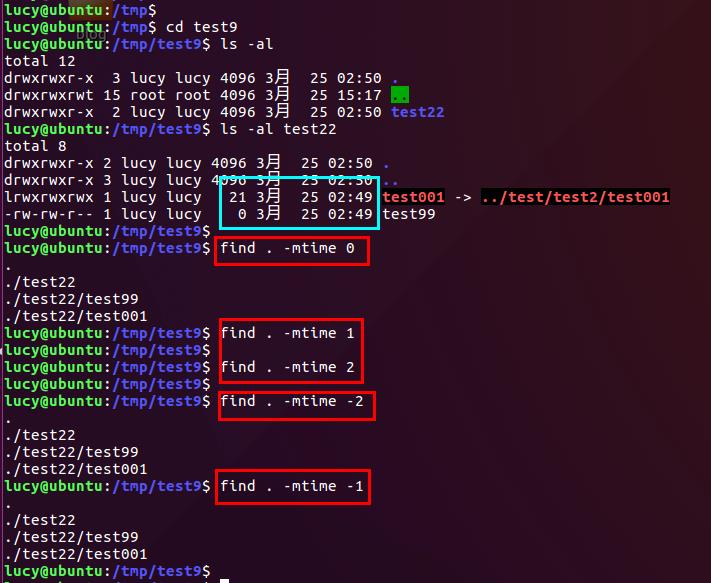 lucy@ubuntu:/tmp$
lucy@ubuntu:/tmp$ cd test9
lucy@ubuntu:/tmp/test9$ ls -al
total 12
drwxrwxr-x  3 lucy lucy 4096 3月  25 02:50 .
drwxrwxrwt 15 root root 4096 3月  25 15:17 ..
drwxrwxr-x  2 lucy lucy 4096 3月  25 02:50 test22
lucy@ubuntu:/tmp/test9$ ls -al test22
total 8
drwxrwxr-x 2 lucy lucy 4096 3月  25 02:50 .
drwxrwxr-x 3 lucy lucy 4096 3月  25 02:50 ..
lrwxrwxrwx 1 lucy lucy   21 3月  25 02:49 test001 -> ../test/test2/test001
-rw-rw-r-- 1 lucy lucy    0 3月  25 02:49 test99
lucy@ubuntu:/tmp/test9$
lucy@ubuntu:/tmp/test9$ find . -mtime 0
.
./test22
./test22/test99
./test22/test001
lucy@ubuntu:/tmp/test9$ find . -mtime 1
lucy@ubuntu:/tmp/test9$
lucy@ubuntu:/tmp/test9$ find . -mtime 2
lucy@ubuntu:/tmp/test9$
lucy@ubuntu:/tmp/test9$ find . -mtime -2
.
./test22
./test22/test99
./test22/test001
lucy@ubuntu:/tmp/test9$ find . -mtime -1
.
./test22
./test22/test99
./test22/test001
lucy@ubuntu:/tmp/test9$